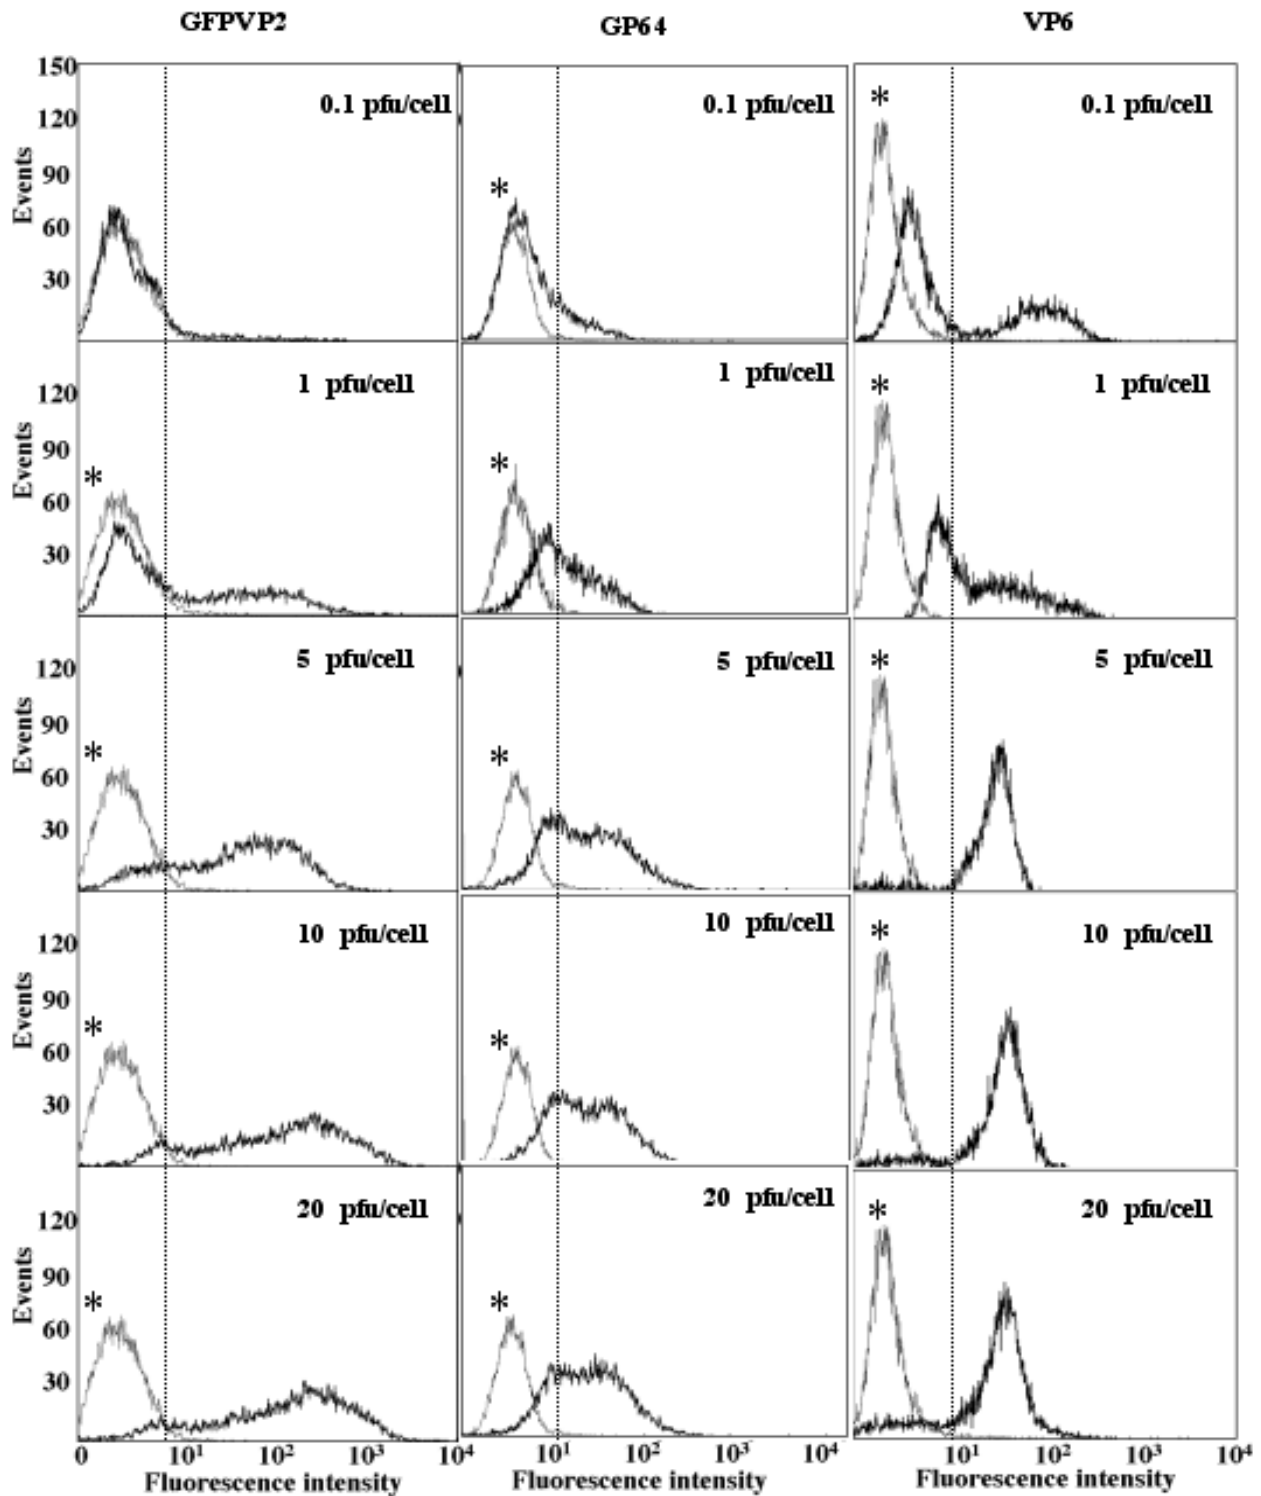 GFPVP2 GP64 VP6
150
120
90
60
30
Events
0.1 pfu/cell
*
0.1 pfu/cell
*
0.1 pfu/cell
120
90
60
30
Events
*
1 pfu/cell
*
1 pfu/cell
*
1 pfu/cell
120
90
60
30
Events
*
5 pfu/cell
*
5 pfu/cell
*
5 pfu/cell
120
90
60
30
Events
*
10 pfu/cell
*
10 pfu/cell
*
10 pfu/cell
120
90
60
30
Events
*
20 pfu/cell
*
20 pfu/cell
*
20 pfu/cell
0 10¹ 10² 10³ 10⁴ 10¹ 10² 10³ 10⁴ 10¹ 10² 10³ 10⁴
Fluorescence intensity Fluorescence intensity Fluorescence intensity